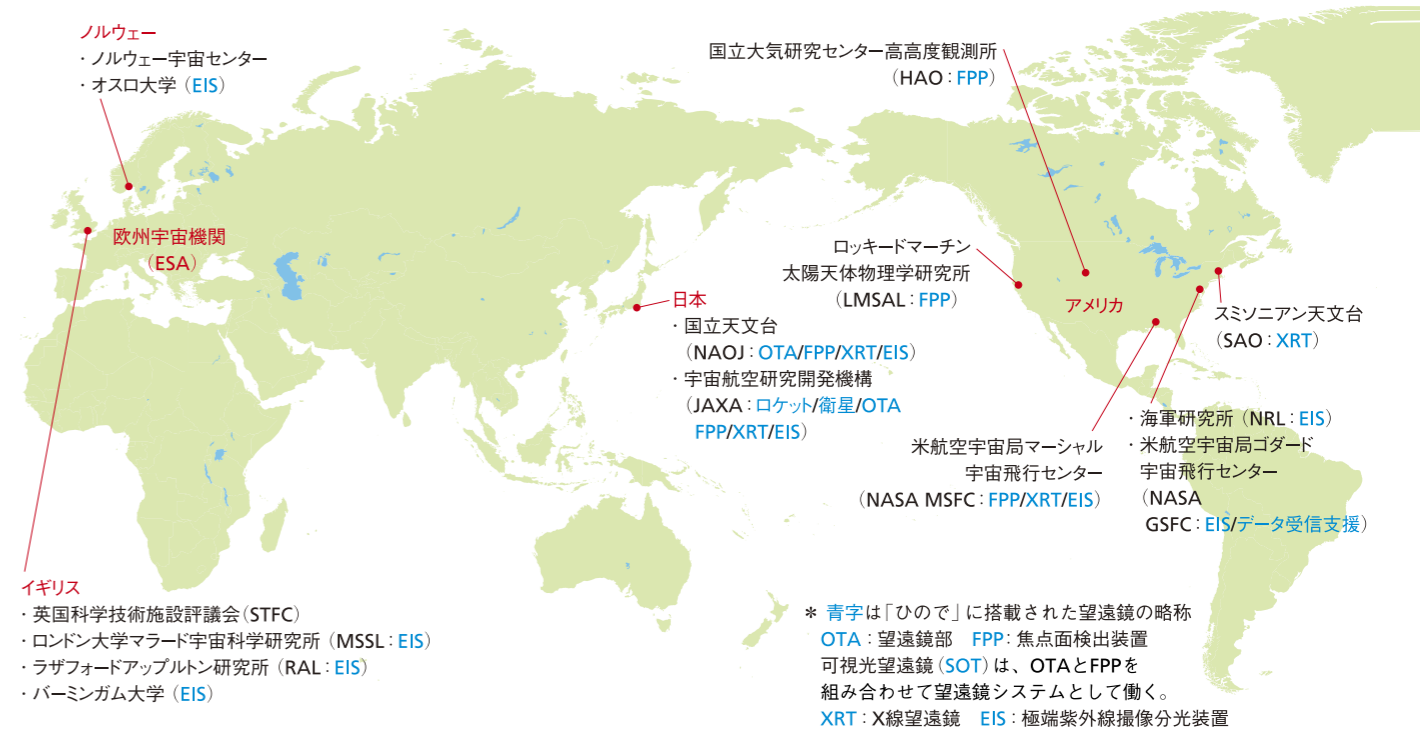 ノルウェー
・ノルウェー宇宙センター
・オスロ大学（EIS）
欧州宇宙機関
（ESA）
イギリス
・英国科学技術施設評議会（STFC）
・ロンドン大学マラード宇宙科学研究所（MSSL：EIS）
・ラザフォードアップルトン研究所（RAL：EIS）
・バーミンガム大学（EIS）
日本
・国立天文台
（NAOJ：OTA/FPP/XRT/EIS）
・宇宙航空研究開発機構
（JAXA：ロケット/衛星/OTA
FPP/XRT/EIS）
国立大気研究センター高高度観測所
（HAO：FPP）
ロッキードマーチン
太陽天体物理学研究所
（LMSAL：FPP）
アメリカ
スミソニアン天文台
（SAO：XRT）
米航空宇宙局マーシャル
宇宙飛行センター
（NASA MSFC：FPP/XRT/EIS）
・海軍研究所（NRL：EIS）
・米航空宇宙局ゴダード
宇宙飛行センター
（NASA
GSFC：EIS/データ受信支援）
＊ 青字は「ひので」に搭載された望遠鏡の略称
OTA：望遠鏡部　FPP：焦点面検出装置
可視光望遠鏡（SOT）は、OTAとFPPを
組み合わせて望遠鏡システムとして働く。
XRT：X線望遠鏡　EIS：極端紫外線撮像分光装置